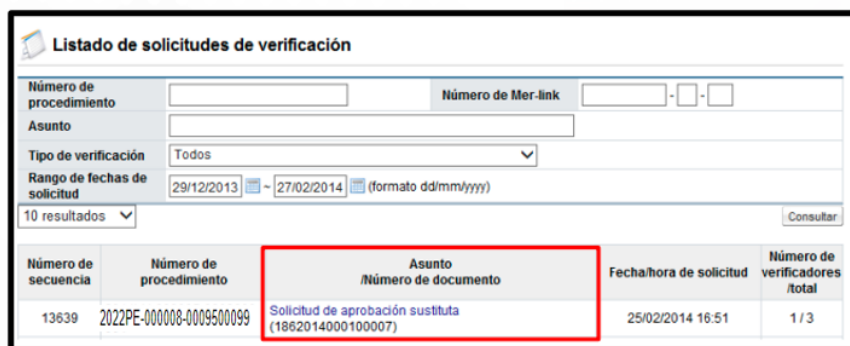 Listado de solicitudes de verificación
Número de procedimiento
Número de Mer-link - -
Asunto
Tipo de verificación Todos
Rango de fechas de solicitud 29/12/2013 ~ 27/02/2014 (formato dd/mm/yyyy)
10 resultados Consultar
Número de secuencia
Número de procedimiento
Asunto
/Número de documento
Fecha/hora de solicitud
Número de verificadores /total
13639 2022PE-000008-0009500099 Solicitud de aprobación sustituta
(1862014000100007)
25/02/2014 16:51 1 / 3